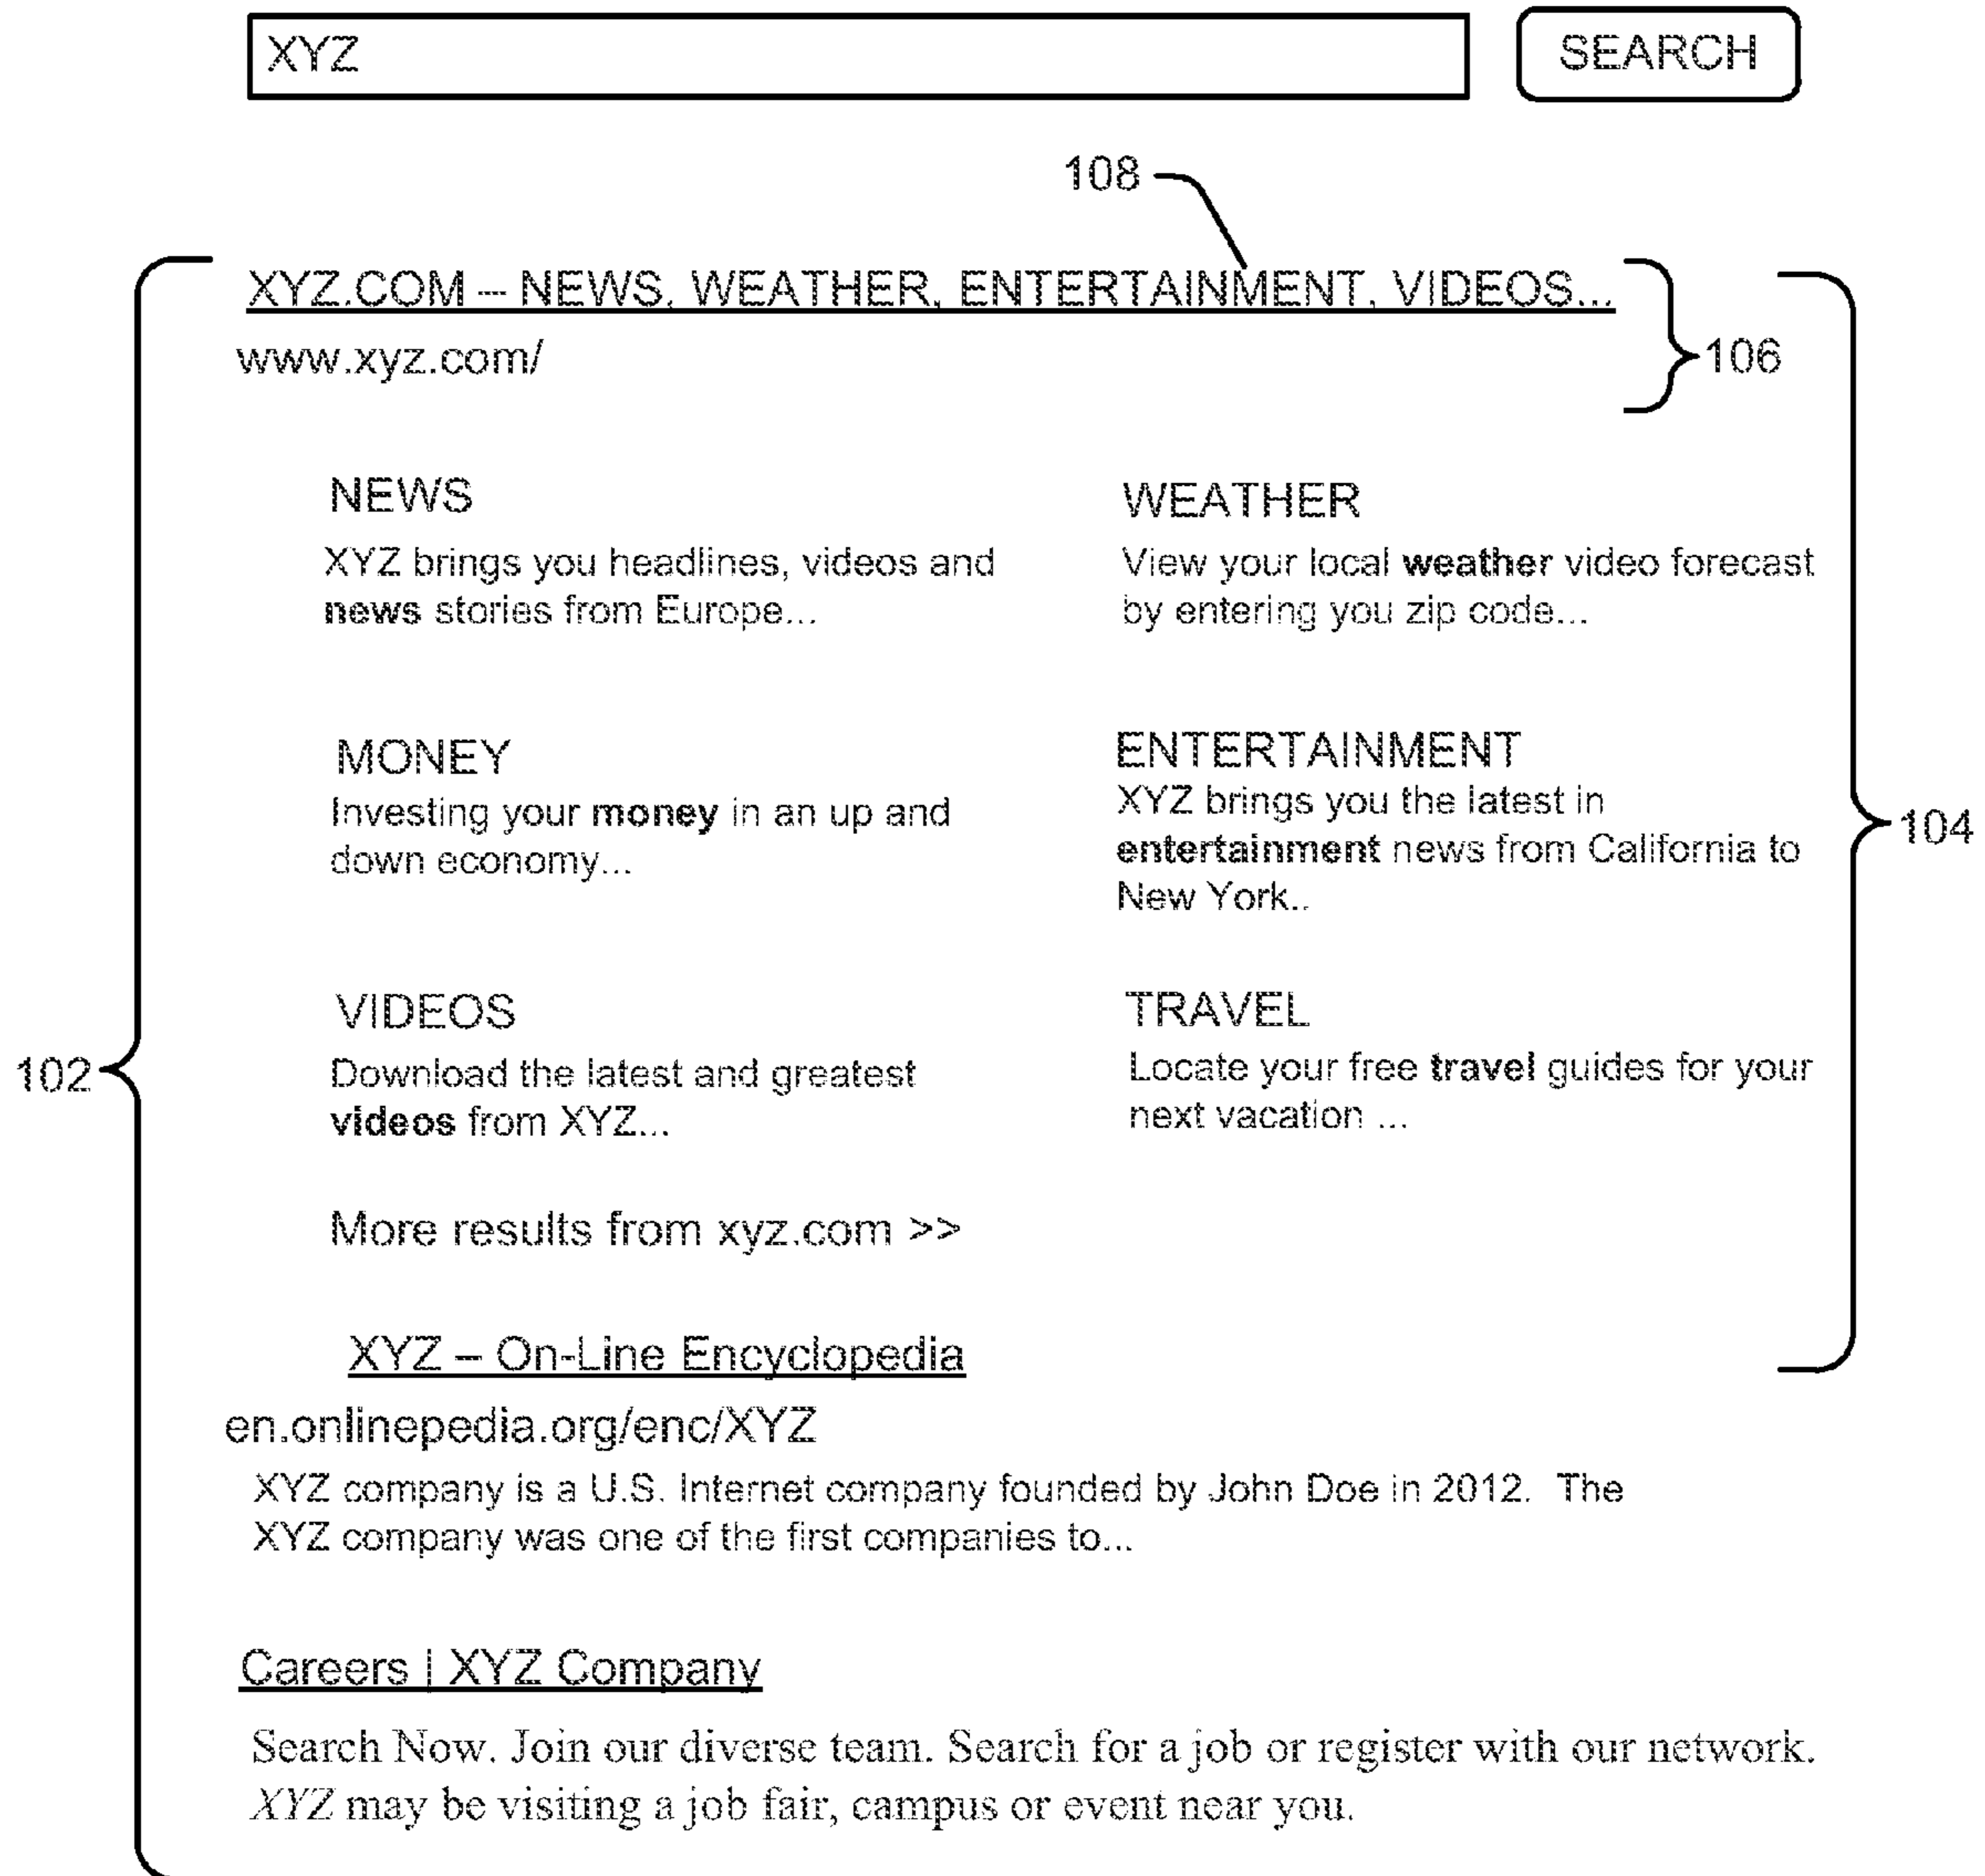 XYZ
SEARCH
108
XYZ.COM – NEWS, WEATHER, ENTERTAINMENT, VIDEOS...
www.xyz.com/
106
NEWS
XYZ brings you headlines, videos and
news stories from Europe...
WEATHER
View your local weather video forecast
by entering you zip code...
MONEY
Investing your money in an up and
down economy...
ENTERTAINMENT
XYZ brings you the latest in
entertainment news from California to
New York..
104
VIDEOS
Download the latest and greatest
videos from XYZ...
TRAVEL
Locate your free travel guides for your
next vacation ...
102
More results from xyz.com >>
XYZ – On-Line Encyclopedia
en.onlinepedia.org/enc/XYZ
XYZ company is a U.S. Internet company founded by John Doe in 2012. The
XYZ company was one of the first companies to...
Careers | XYZ Company
Search Now. Join our diverse team. Search for a job or register with our network.
XYZ may be visiting a job fair, campus or event near you.